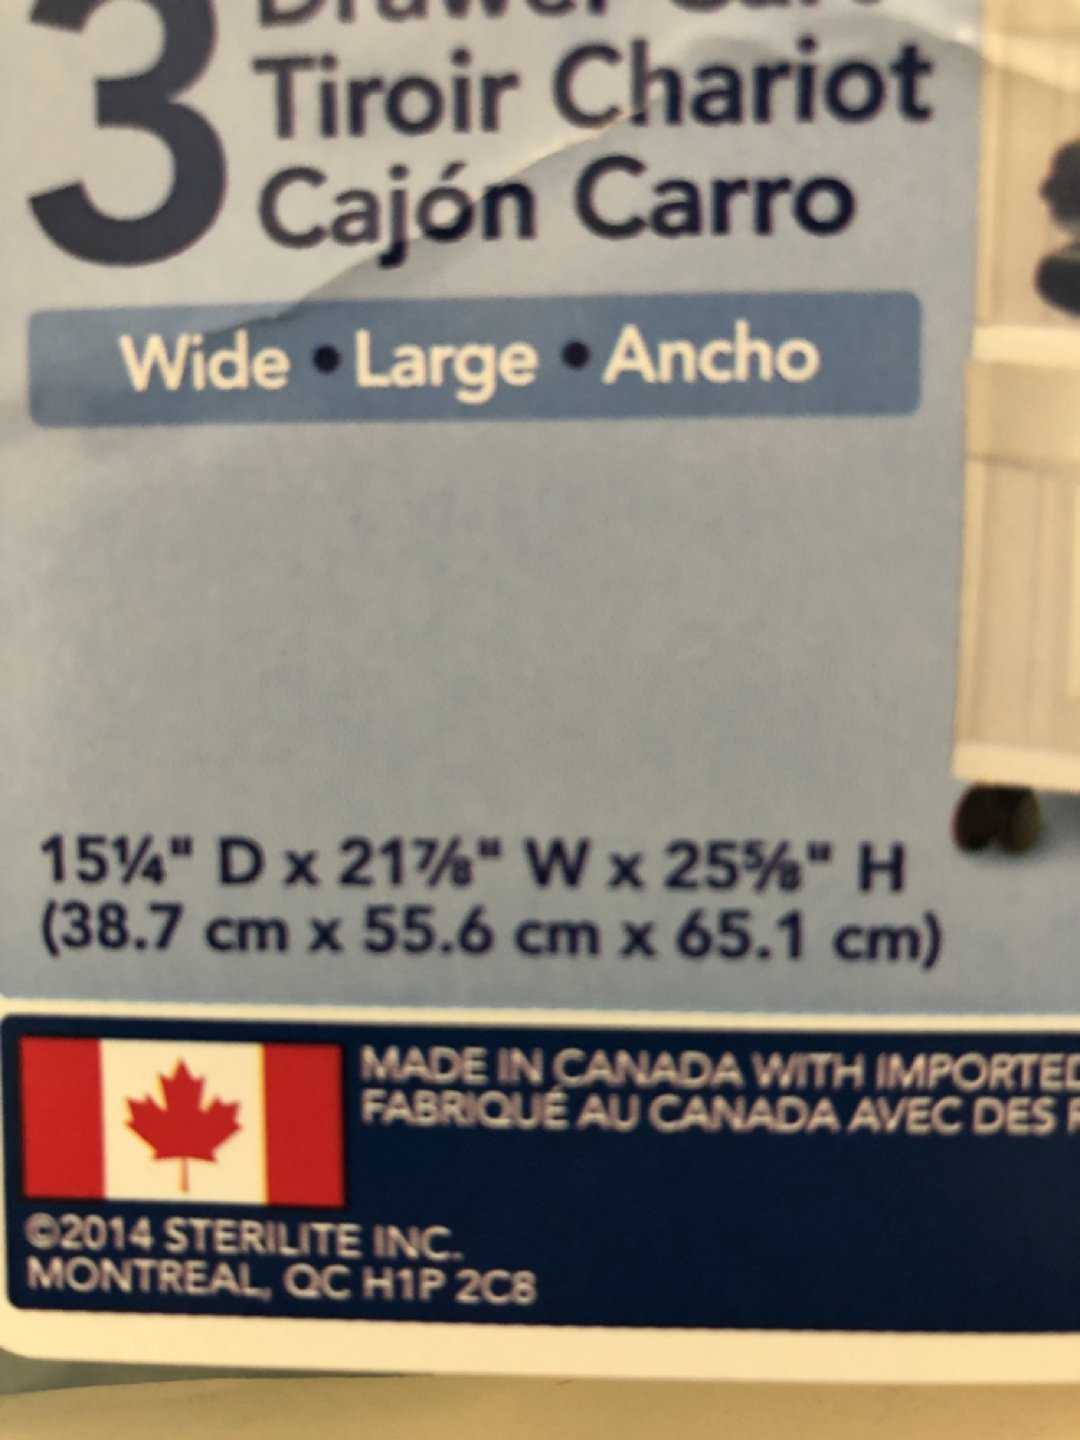 3 Drawer Cart
Tiroir Chariot
Cajón Carro
Wide • Large • Ancho
15¼" D x 21⅞" W x 25⅝" H
(38.7 cm x 55.6 cm x 65.1 cm)
MADE IN CANADA WITH IMPORTED
FABRIQUÉ AU CANADA AVEC DES
©2014 STERILITE INC.
MONTREAL, QC H1P 2C8